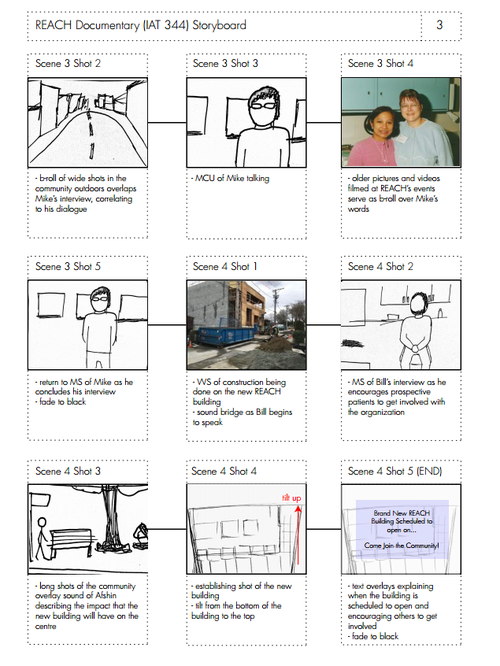 REACH Documentary (IAT 344) Storyboard
3
Scene 3 Shot 2
- b-roll of wide shots in the
community outdoors overlaps
Mike's interview, correlating
to his dialogue
Scene 3 Shot 3
- MCU of Mike talking
Scene 3 Shot 4
- older pictures and videos
filmed at REACH's events
serve as b-roll over Mike's
words
Scene 3 Shot 5
- return to MS of Mike as he
concludes his interview
- fade to black
Scene 4 Shot 1
- WS of construction being
done on the new REACH
building
- sound bridge as Bill begins
to speak
Scene 4 Shot 2
- MS of Bill's interview as he
encourages prospective
patients to get involved with
the organization
Scene 4 Shot 3
- long shots of the community
overlay sound of Afshin
describing the impact that the
new building will have on the
centre
Scene 4 Shot 4
tilt up
- establishing shot of the new
building
- tilt from the bottom of the
building to the top
Scene 4 Shot 5 (END)
Brand New REACH
Building Scheduled to
open on...
Come Join the Community!
- text overlays explaining
when the building is
scheduled to open and
encouraging others to get
involved
- fade to black